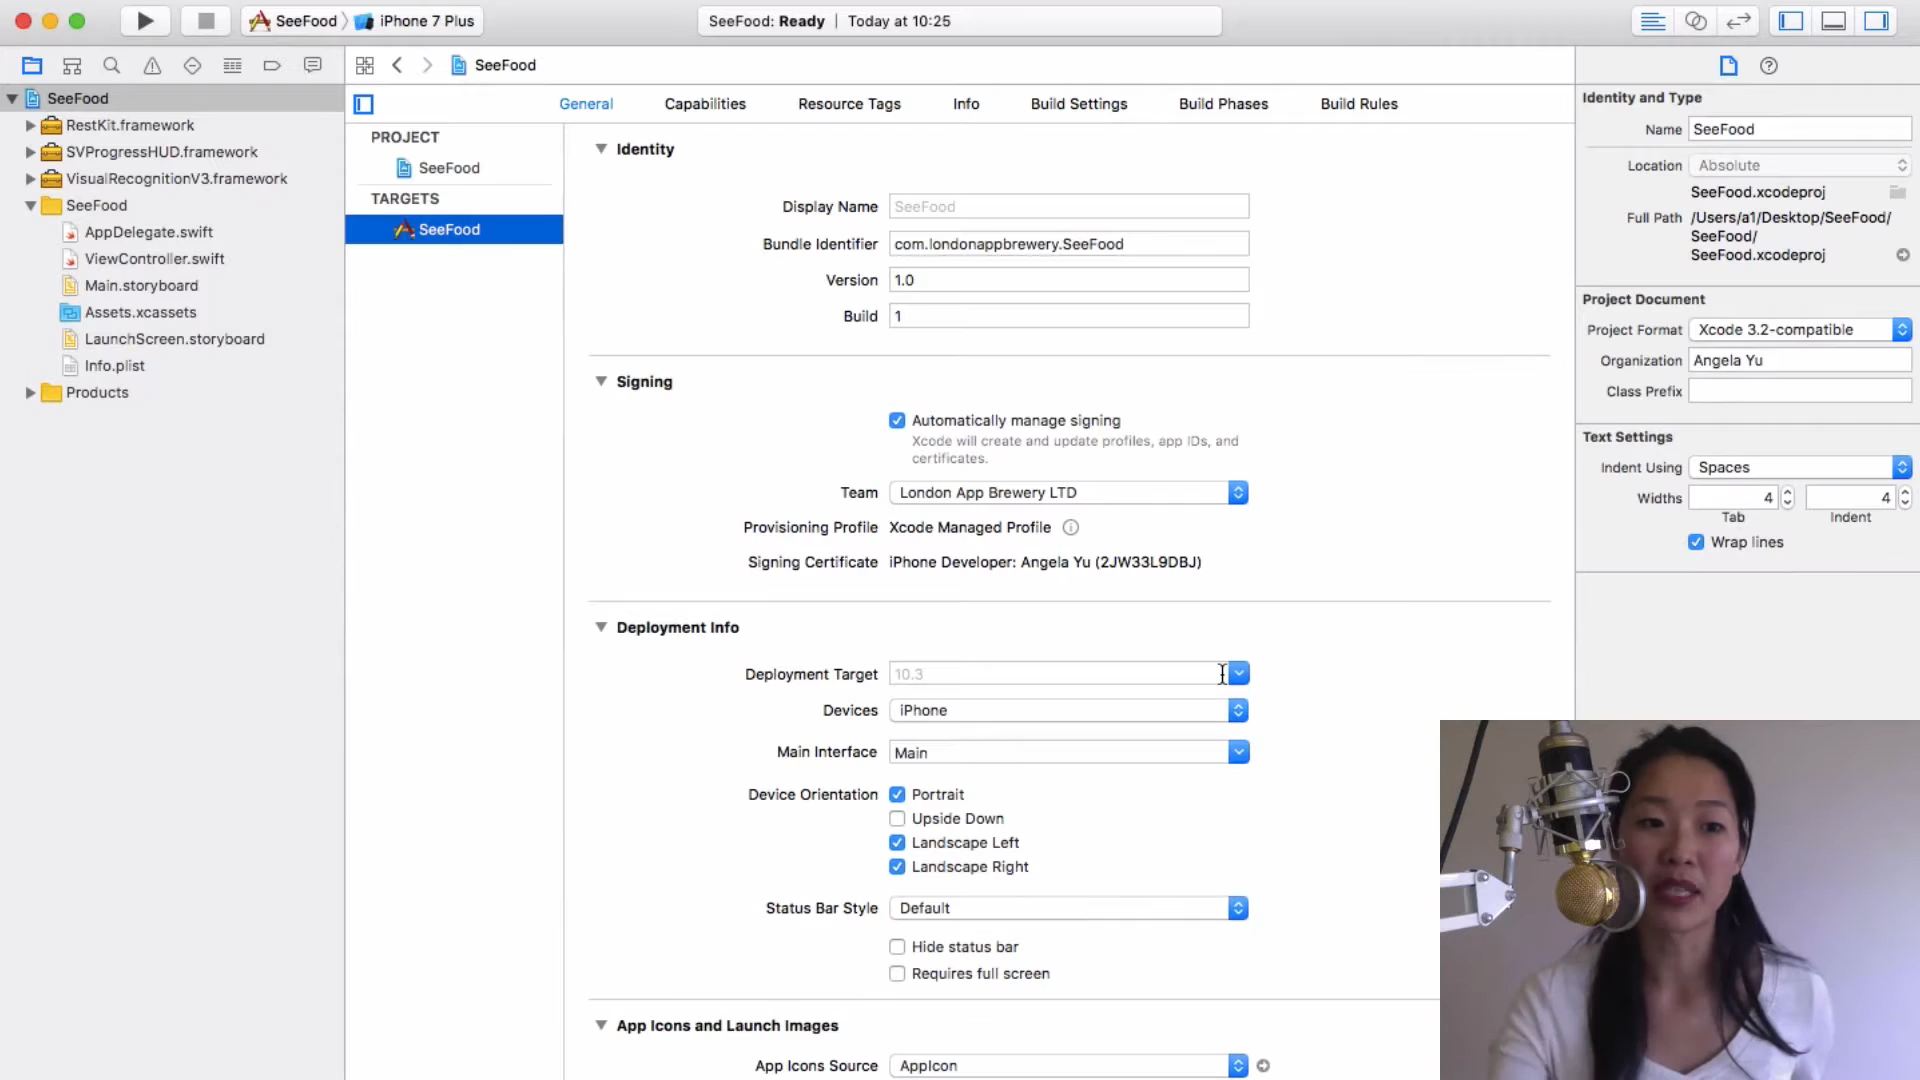 SeeFood
iPhone 7 Plus
SeeFood: Ready | Today at 10:25
SeeFood
General
Capabilities
Resource Tags
Info
Build Settings
Build Phases
Build Rules
SeeFood
RestKit.framework
SVProgressHUD.framework
VisualRecognitionV3.framework
SeeFood
AppDelegate.swift
ViewController.swift
Main.storyboard
Assets.xcassets
LaunchScreen.storyboard
Info.plist
Products
PROJECT
SeeFood
TARGETS
SeeFood
Identity
Display Name SeeFood
Bundle Identifier com.londonappbrewery.SeeFood
Version 1.0
Build 1
Signing
Automatically manage signing
Xcode will create and update profiles, app IDs, and
certificates.
Team London App Brewery LTD
Provisioning Profile Xcode Managed Profile
Signing Certificate iPhone Developer: Angela Yu (2JW33L9DBJ)
Deployment Info
Deployment Target 10.3
Devices iPhone
Main Interface Main
Device Orientation Portrait
Upside Down
Landscape Left
Landscape Right
Status Bar Style Default
Hide status bar
Requires full screen
App Icons and Launch Images
App Icons Source AppIcon
Identity and Type
Name SeeFood
Location Absolute
SeeFood.xcodeproj
Full Path /Users/a1/Desktop/SeeFood/
SeeFood/
SeeFood.xcodeproj
Project Document
Project Format Xcode 3.2-compatible
Organization Angela Yu
Class Prefix
Text Settings
Indent Using Spaces
Widths 4 4
Tab Indent
Wrap lines